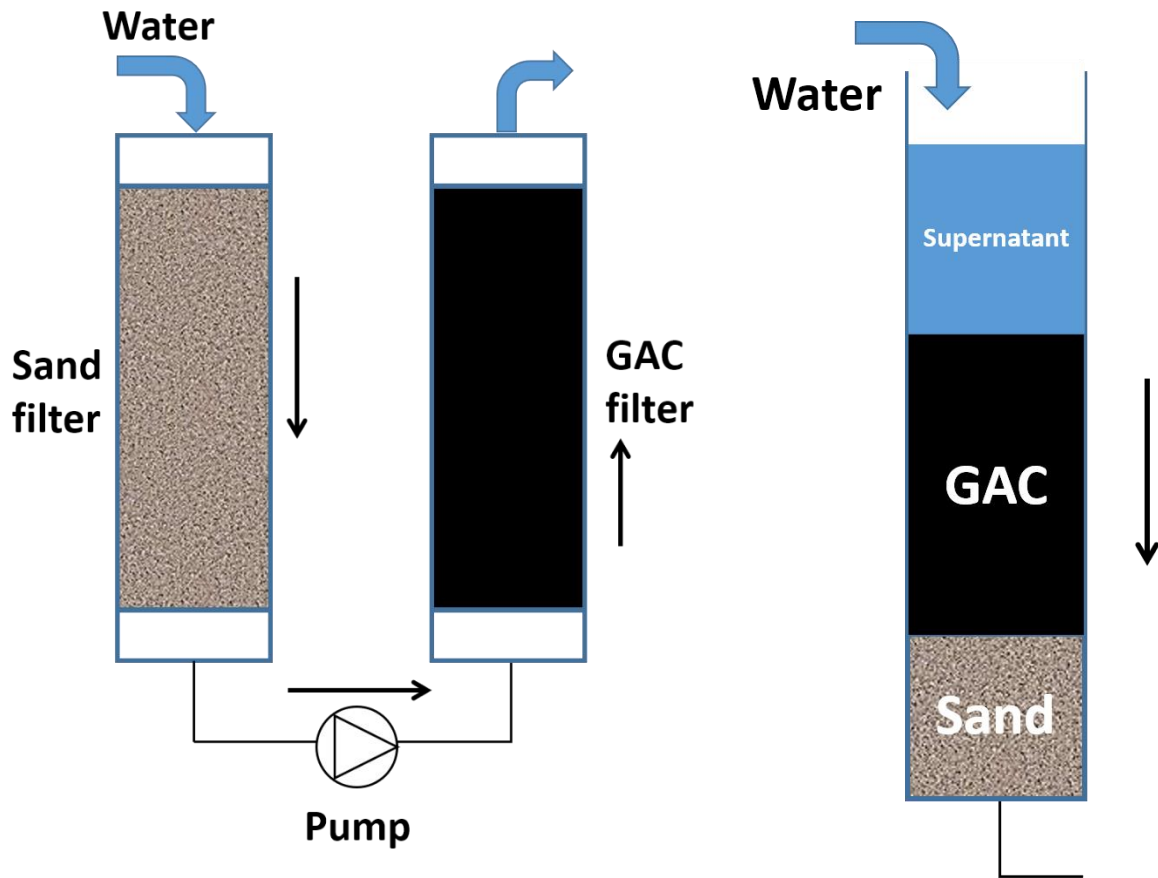 Water
Sand
filter
GAC
filter
Pump
Water
Supernatant
GAC
Sand